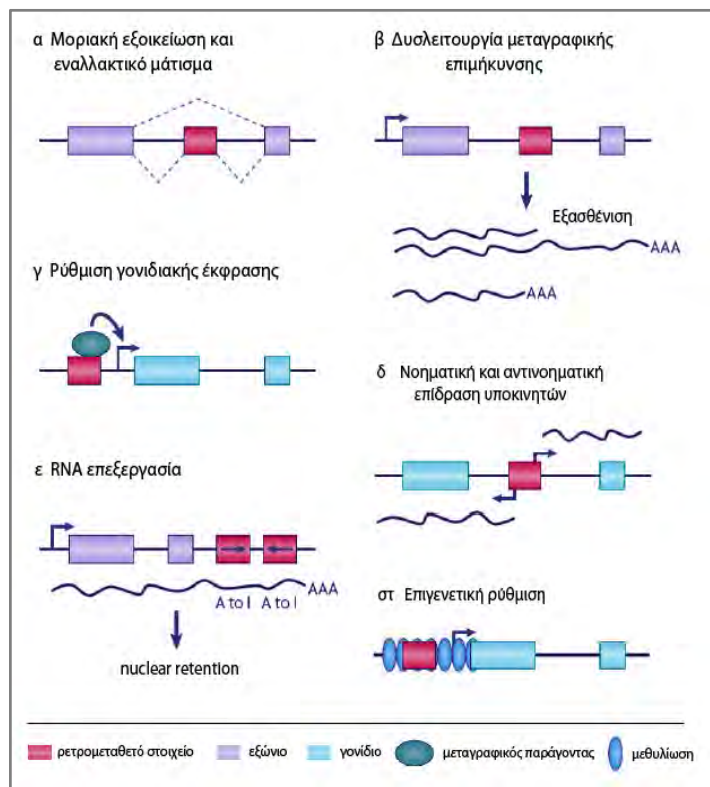 α Μοριακή εξοικείωση και
εναλλακτικό μάτισμα
β Δυσλειτουργία μεταγραφικής
επιμήκυνσης
Εξασθένιση
AAA
AAA
γ Ρύθμιση γονιδιακής έκφρασης
δ Νοηματική και αντινοηματική
επίδραση υποκινητών
ε RNA επεξεργασία
AAA
A to I A to I
nuclear retention
στ Επιγενετική ρύθμιση
ρετρομεταθετό στοιχείο
εξώνιο
γονίδιο
μεταγραφικός παράγοντας
μεθυλίωση